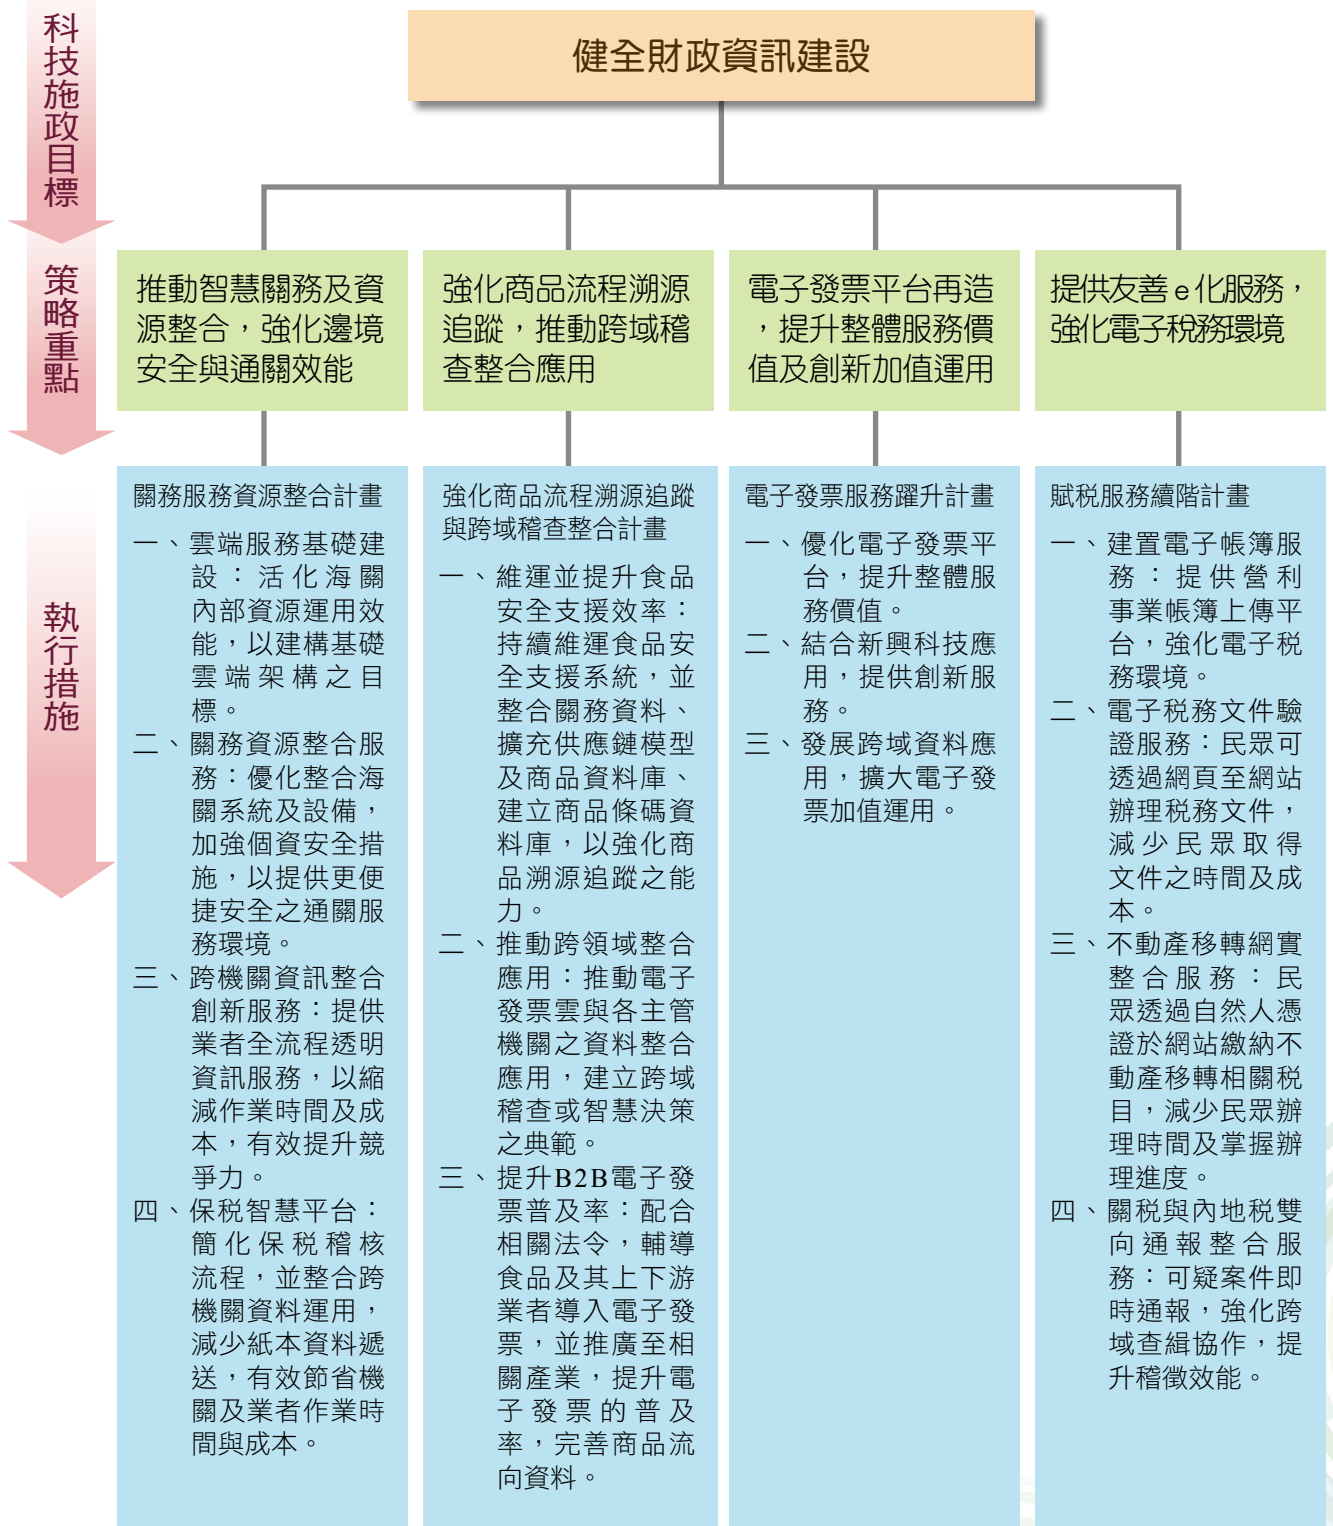 科技施政目標
健全財政資訊建設
策略重點
推動智慧關務及資
源整合，強化邊境
安全與通關效能
強化商品流程溯源
追蹤，推動跨域稽
查整合應用
電子發票平台再造
，提升整體服務價
值及創新加值運用
提供友善e化服務，
強化電子稅務環境
執行措施
關務服務資源整合計畫
一、雲端服務基礎建
設：活化海關
內部資源運用效
能，以建構基礎
雲端架構之目
標。
二、關務資源整合服
務：優化整合海
關系統及設備，
加強個資安全措
施，以提供更便
捷安全之通關服
務環境。
三、跨機關資訊整合
創新服務：提供
業者全流程透明
資訊服務，以縮
減作業時間及成
本，有效提升競
爭力。
四、保稅智慧平台：
簡化保稅稽核
流程，並整合跨
機關資料運用，
減少紙本資料遞
送，有效節省機
關及業者作業時
間與成本。
強化商品流程溯源追蹤
與跨域稽查整合計畫
一、維運並提升食品
安全支援效率：
持續維運食品安
全支援系統，並
整合關務資料、
擴充供應鏈模型
及商品資料庫、
建立商品條碼資
料庫，以強化商
品溯源追蹤之能
力。
二、推動跨領域整合
應用：推動電子
發票雲與各主管
機關之資料整合
應用，建立跨域
稽查或智慧決策
之典範。
三、提升B2B電子發
票普及率：配合
相關法令，輔導
食品及其上下游
業者導入電子發
票，並推廣至相
關產業，提升電
子發票的普及
率，完善商品流
向資料。
電子發票服務躍升計畫
一、優化電子發票平
台，提升整體服
務價值。
二、結合新興科技應
用，提供創新服
務。
三、發展跨域資料應
用，擴大電子發
票加值運用。
賦稅服務續階計畫
一、建置電子帳簿服
務：提供營利
事業帳簿上傳平
台，強化電子稅
務環境。
二、電子稅務文件驗
證服務：民眾可
透過網頁至網站
辦理稅務文件，
減少民眾取得
文件之時間及成
本。
三、不動產移轉網實
整合服務：民
眾透過自然人憑
證於網站繳納不
動產移轉相關稅
目，減少民眾辦
理時間及掌握辦
理進度。
四、關稅與內地稅雙
向通報整合服
務：可疑案件即
時通報，強化跨
域查緝協作，提
升稽徵效能。